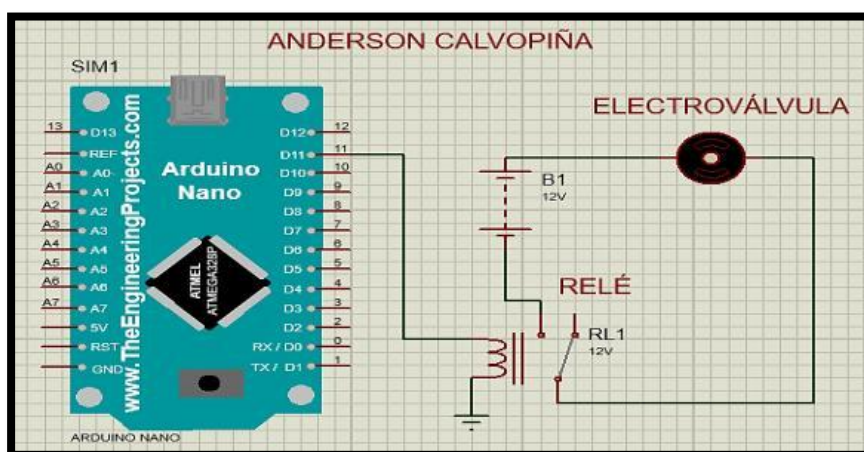 ANDERSON CALVOPIÑA
SIM1
ELECTROVÁLVULA
www.TheEngineeringProjects.com
Arduino
Nano
ATMEL
ATMEGA328P
13 D13
REF
A0 A0
A1 A1
A2 A2
A3 A3
A4 A4
A5 A5
A6 A6
A7 A7
5V
RST
GND
D12 12
D11 11
D10 10
D9 9
D8 8
D7 7
D6 6
D5 5
D4 4
D3 3
D2 2
RX / D0 0
TX / D1 1
B1
12V
RELÉ
RL1
12V
ARDUINO NANO